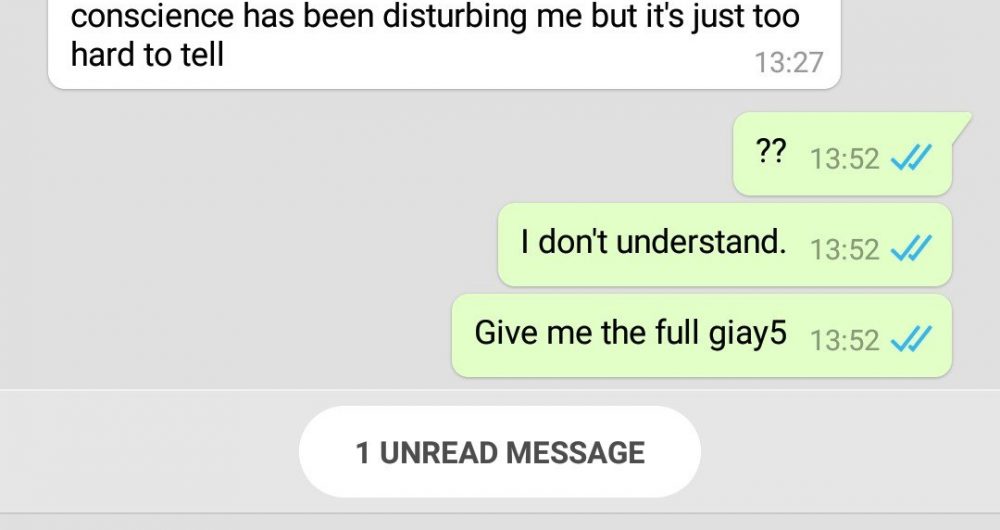 conscience has been disturbing me but it's just too
hard to tell
13:27
?? 13:52
I don't understand. 13:52
Give me the full giay5 13:52
1 UNREAD MESSAGE